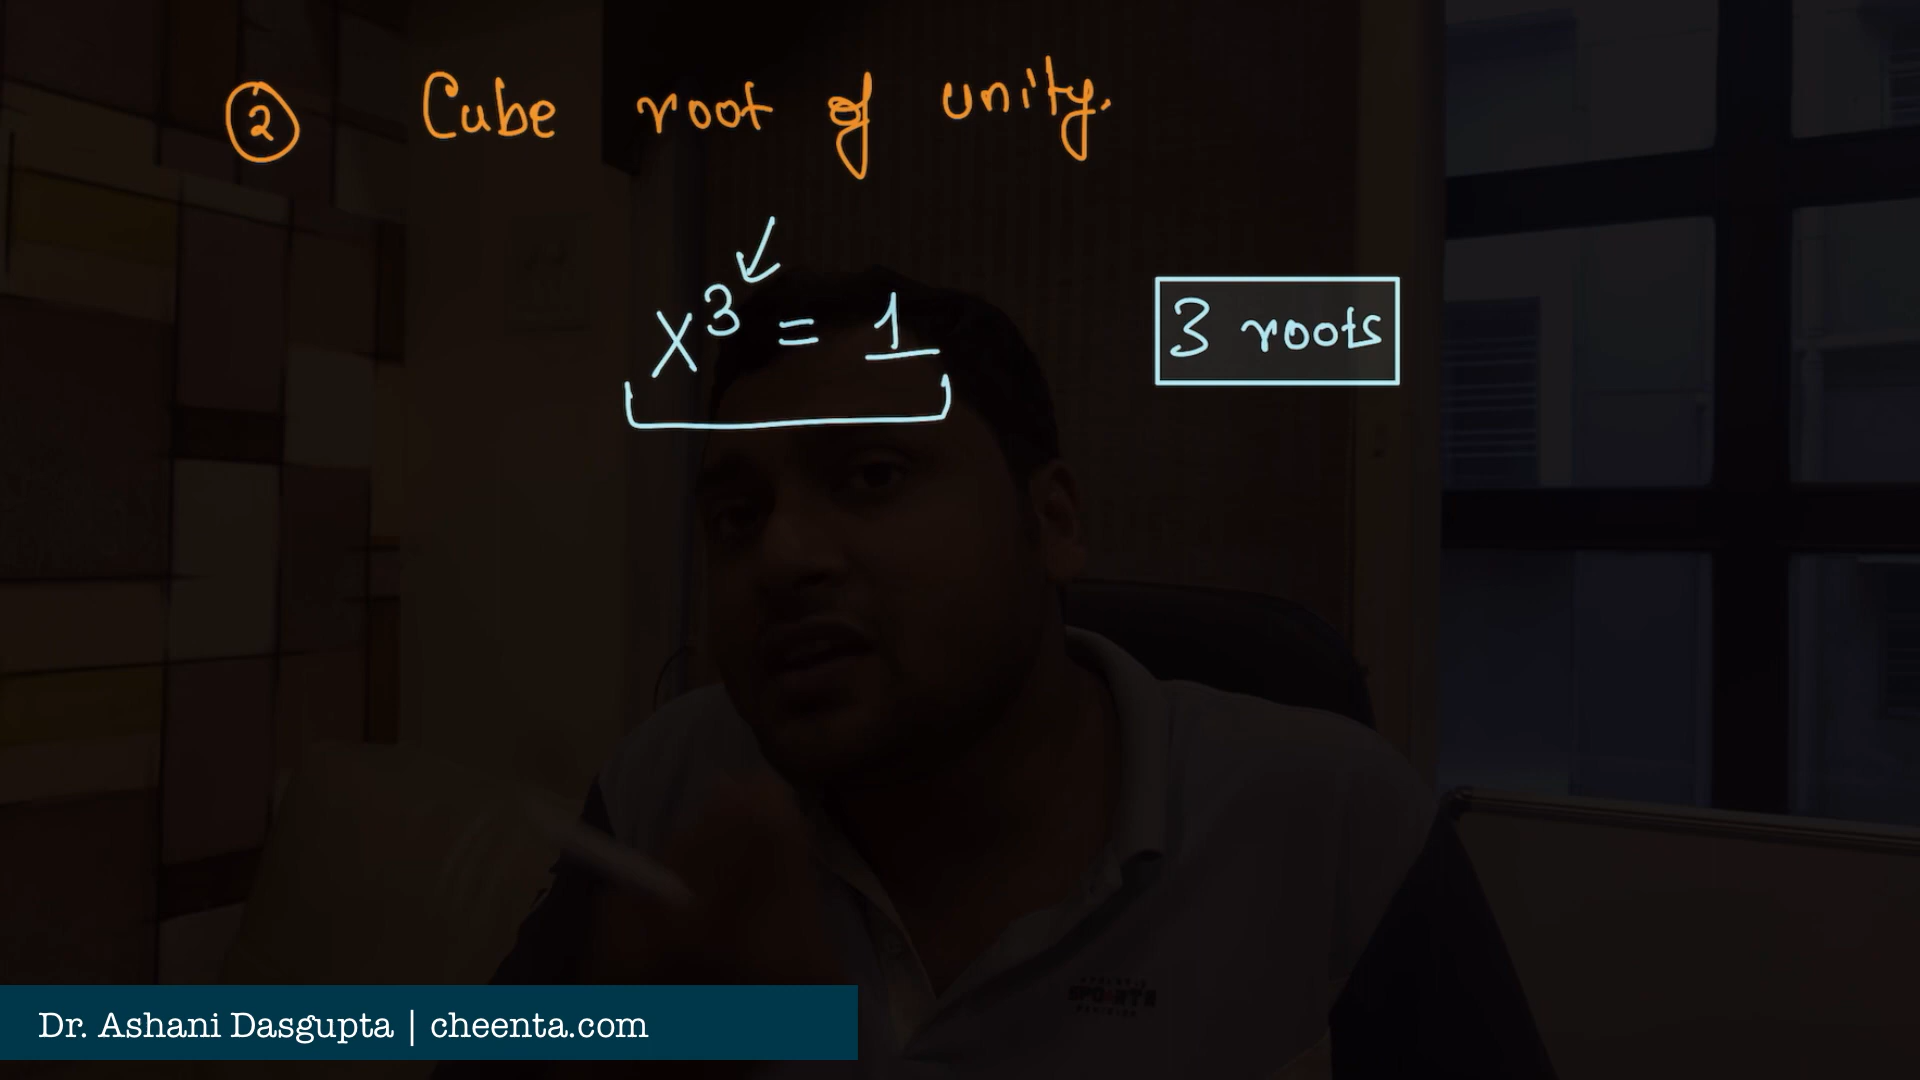 ② Cube root of unity.
x³ = 1
3 roots
Dr. Ashani Dasgupta | cheenta.com